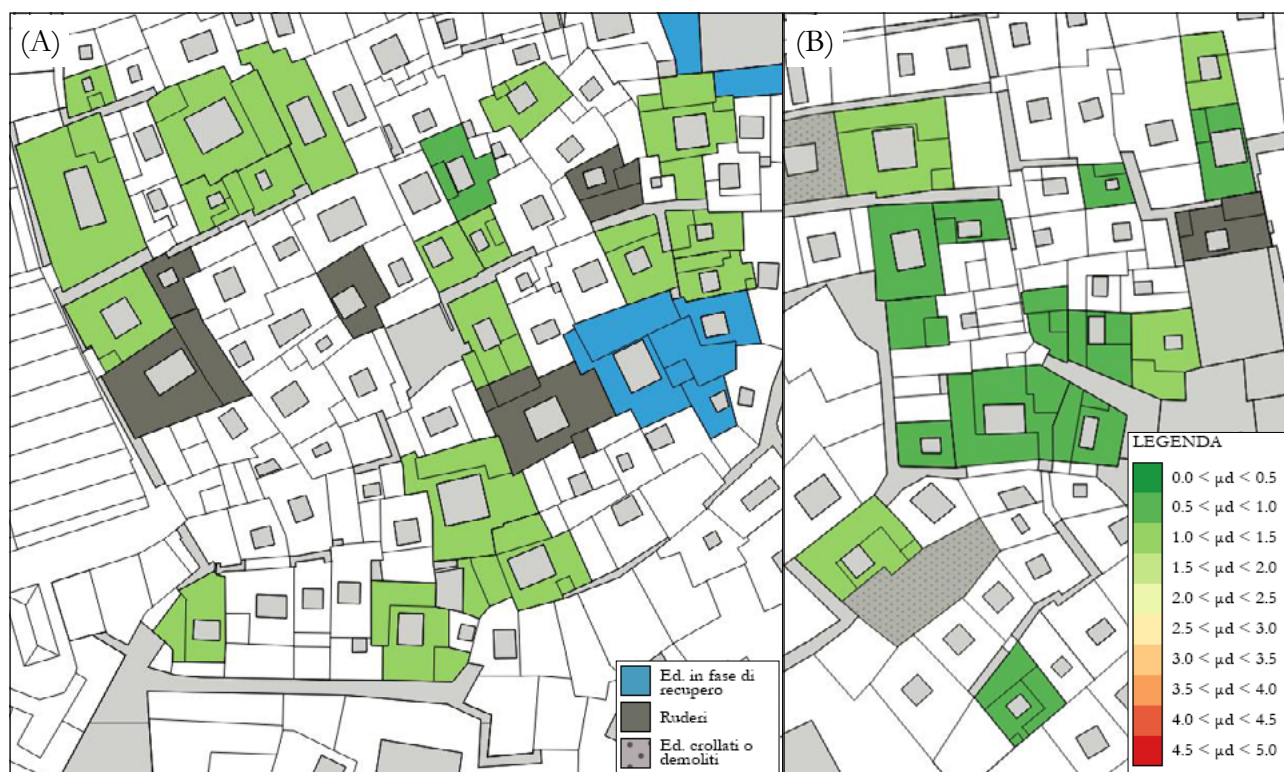 (A)
(B)
Ed. in fase di
recupero
Ruderi
Ed. crollati o
demoliti
LEGENDA
0.0 < µd < 0.5
0.5 < µd < 1.0
1.0 < µd < 1.5
1.5 < µd < 2.0
2.0 < µd < 2.5
2.5 < µd < 3.0
3.0 < µd < 3.5
3.5 < µd < 4.0
4.0 < µd < 4.5
4.5 < µd < 5.0